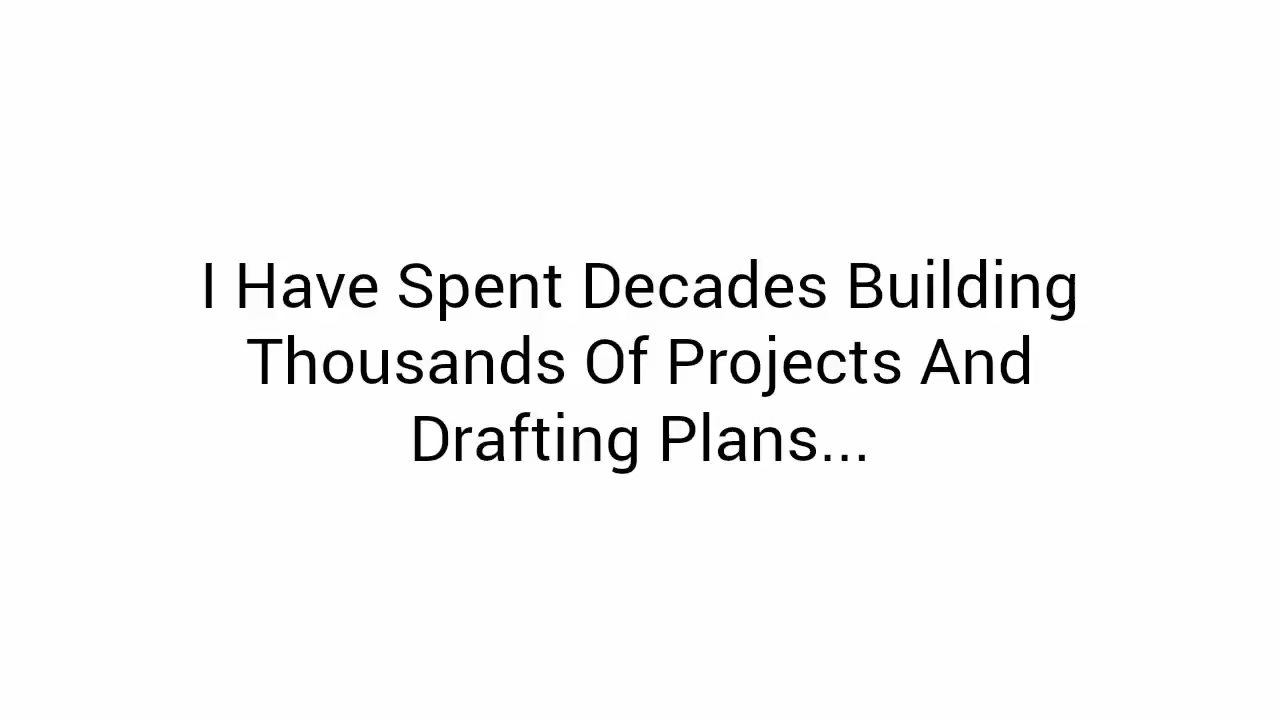 I Have Spent Decades Building
Thousands Of Projects And
Drafting Plans...